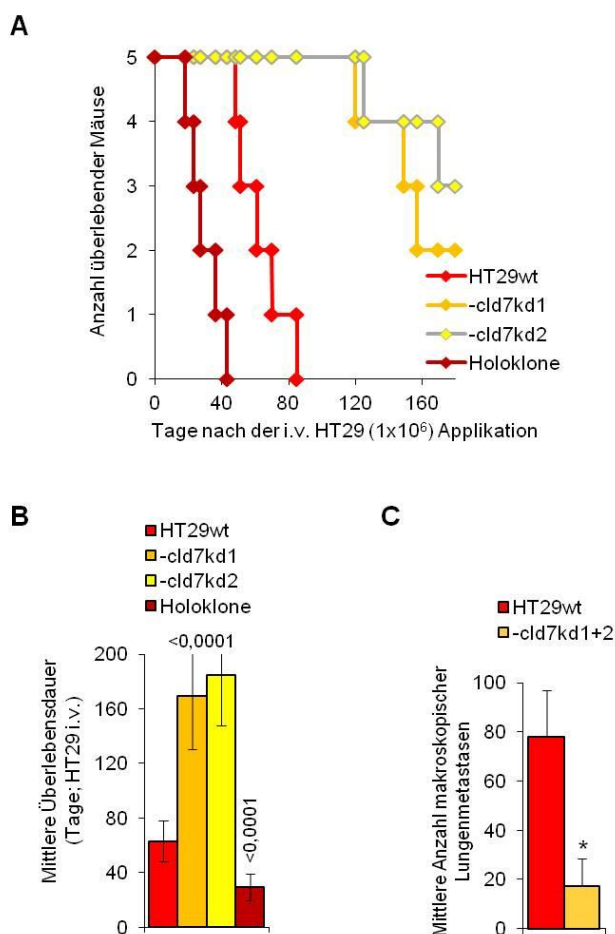 A
5
4
3
2
1
0
Anzahl überlebender Mäuse
0 40 80 120 160
Tage nach der i.v. HT29 (1x10⁶) Applikation
HT29wt
-cld7kd1
-cld7kd2
Holoklone
B
HT29wt
-cld7kd1
-cld7kd2
Holoklone
<0,0001
200
160
120
80
40
0
Mittlere Überlebensdauer
(Tage; HT29 i.v.)
<0,0001
C
HT29wt
-cld7kd1+2
100
80
60
40
20
0
Mittlere Anzahl makroskopischer
Lungenmetastasen
*